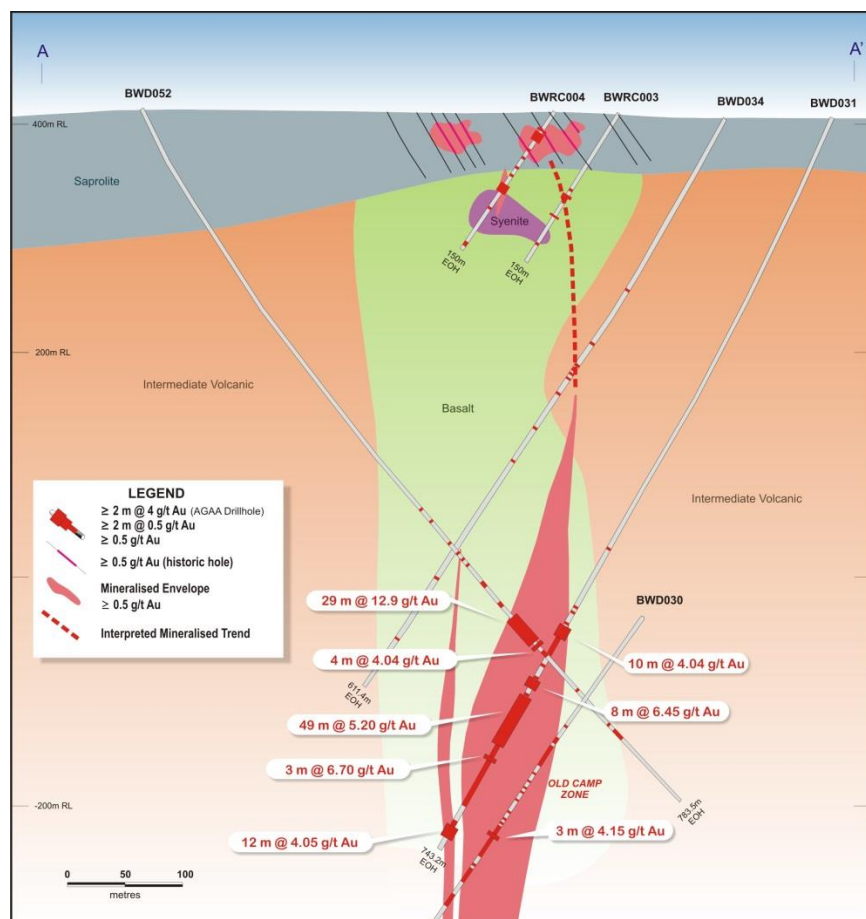 A
A'
BWD052
BWRC004
BWRC003
BWD034
BWD031
400m RL
Saprolite
Syenite
150m
EOH
150m
EOH
200m RL
Intermediate Volcanic
Basalt
Intermediate Volcanic
LEGEND
≥ 2 m @ 4 g/t Au (AGAA Drillhole)
≥ 2 m @ 0.5 g/t Au
≥ 0.5 g/t Au
≥ 0.5 g/t Au (historic hole)
Mineralised Envelope
≥ 0.5 g/t Au
Interpreted Mineralised Trend
BWD030
29 m @ 12.9 g/t Au
4 m @ 4.04 g/t Au
10 m @ 4.04 g/t Au
611.4m
EOH
8 m @ 6.45 g/t Au
49 m @ 5.20 g/t Au
3 m @ 6.70 g/t Au
OLD CAMP
ZONE
-200m RL
783.5m
EOH
12 m @ 4.05 g/t Au
3 m @ 4.15 g/t Au
743.2m
EOH
0 50 100
metres